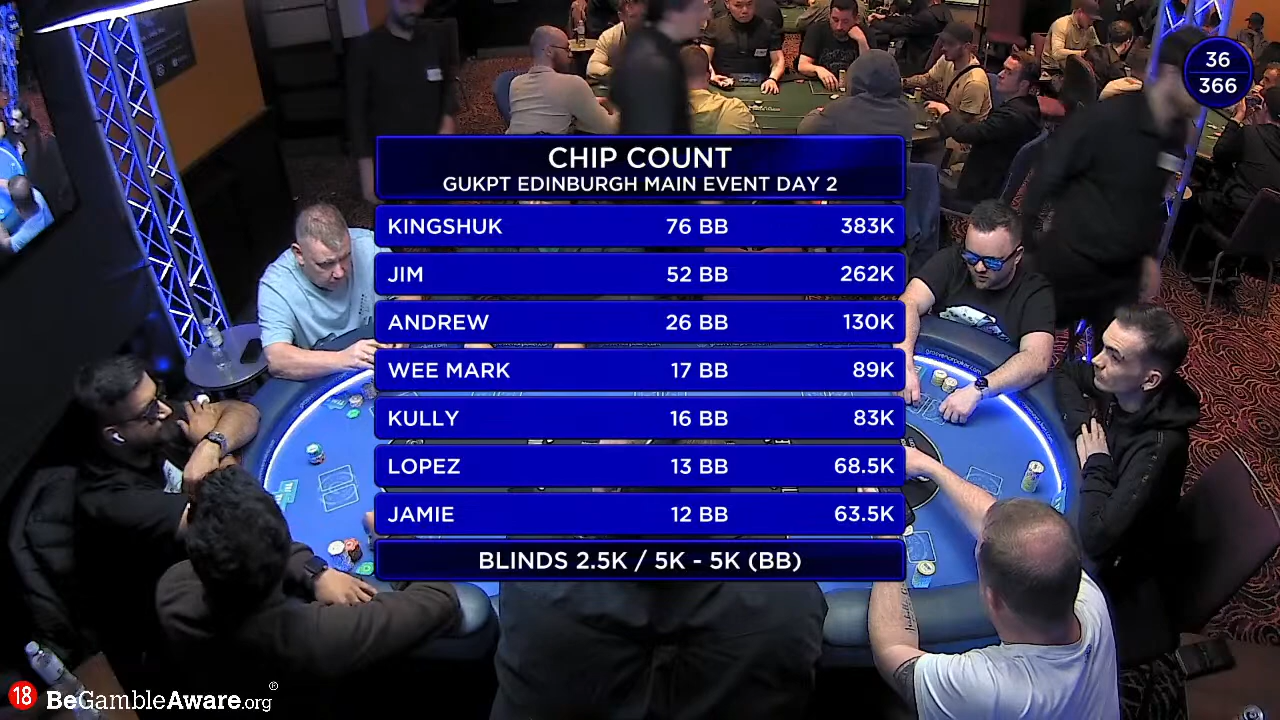 36
366
CHIP COUNT
GUKPT EDINBURGH MAIN EVENT DAY 2
KINGSHUK 76 BB 383K
JIM 52 BB 262K
ANDREW 26 BB 130K
WEE MARK 17 BB 89K
KULLY 16 BB 83K
LOPEZ 13 BB 68.5K
JAMIE 12 BB 63.5K
BLINDS 2.5K / 5K - 5K (BB)
18 BeGambleAware.org®